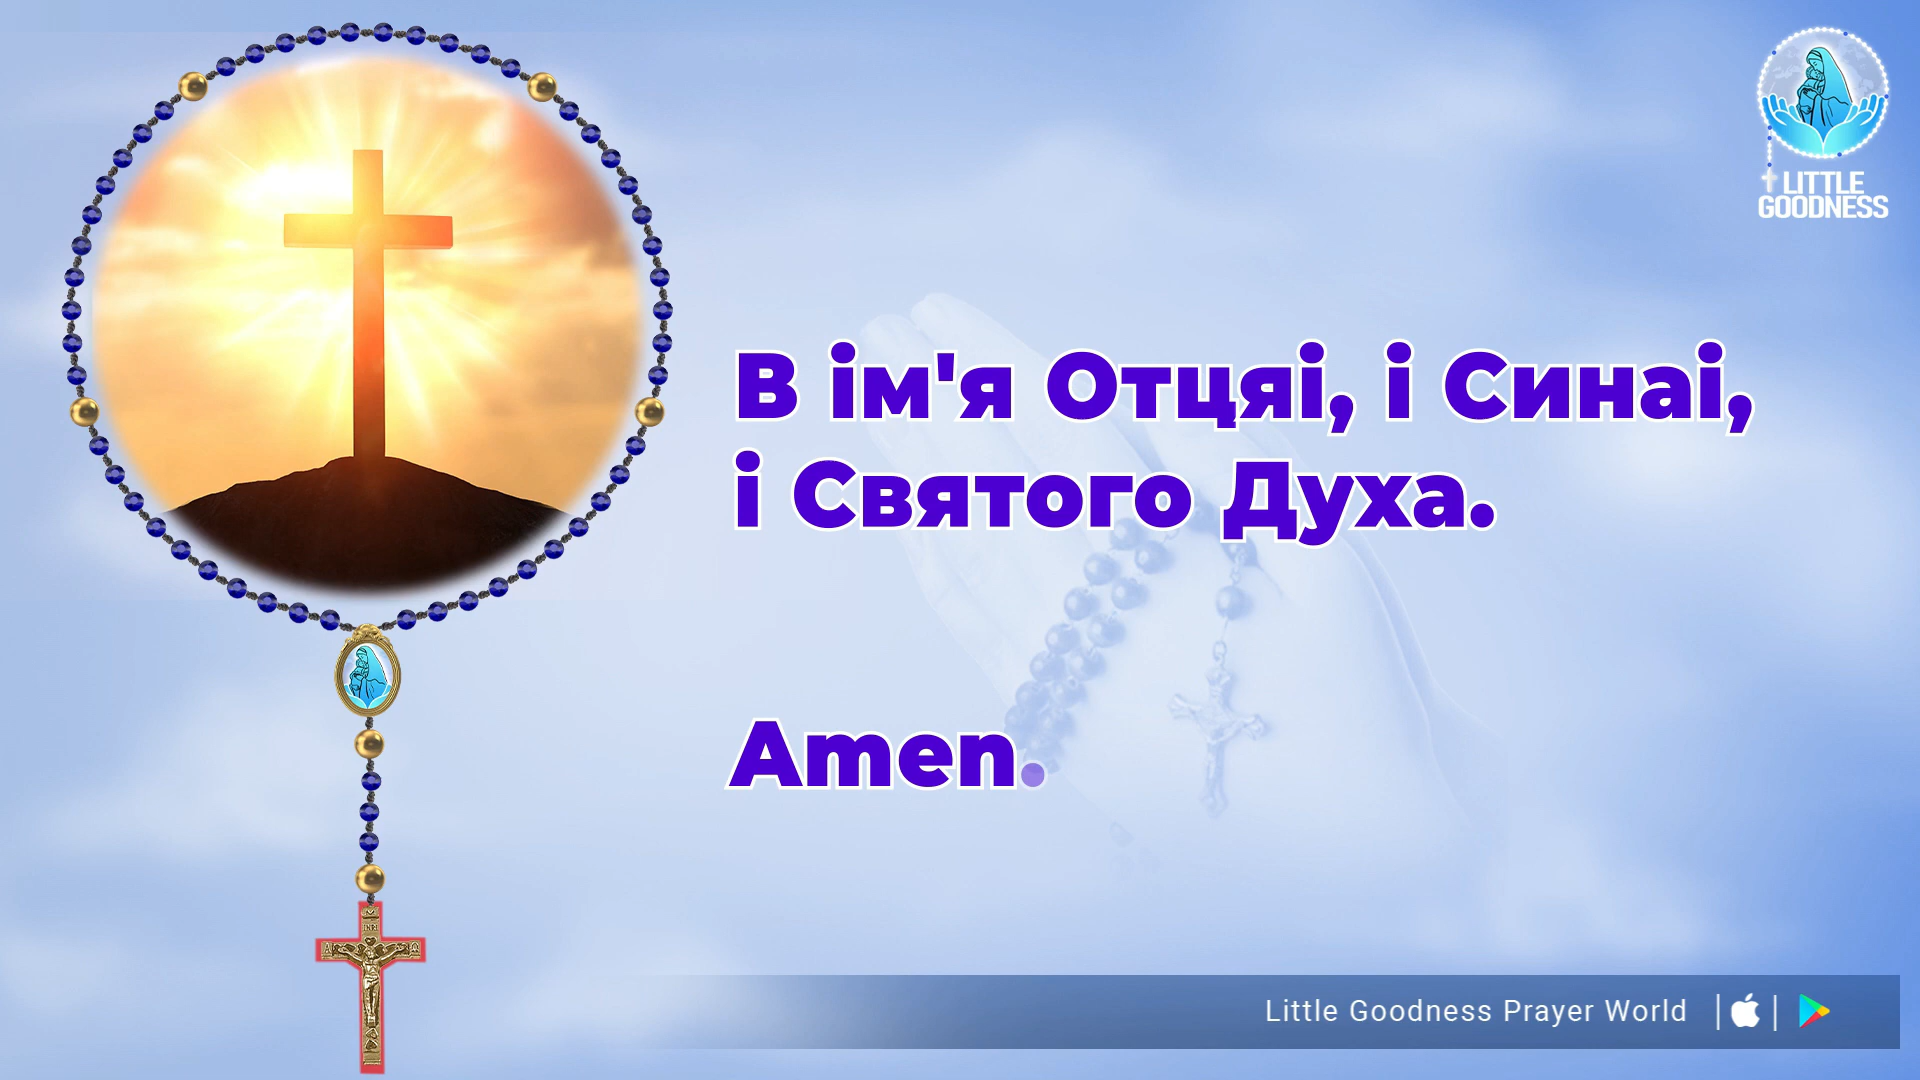 LITTLE
GOODNESS
В ім'я Отцяі, і Синаі,
і Святого Духа.
Amen.
INRI
Little Goodness Prayer World